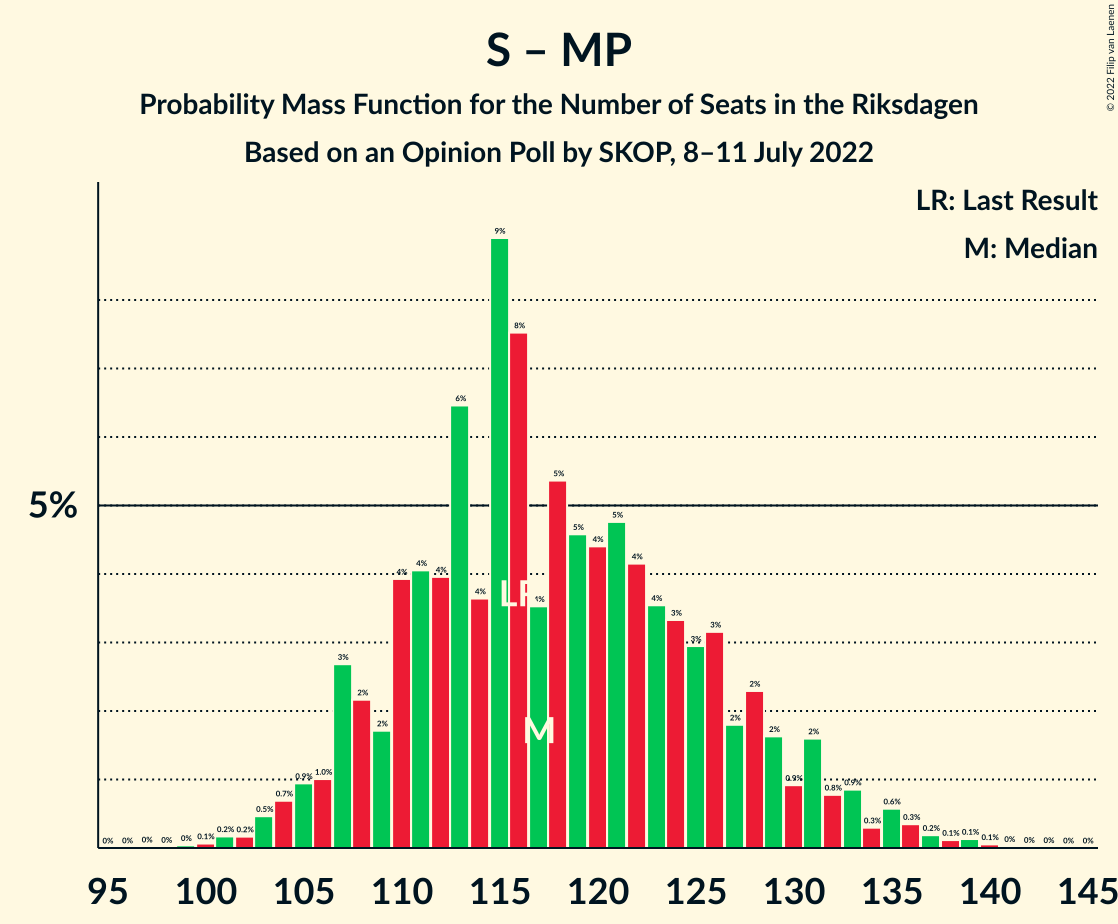 © 2022 Filip van Laenen
S – MP
Probability Mass Function for the Number of Seats in the Riksdagen
Based on an Opinion Poll by SKOP, 8–11 July 2022
LR: Last Result
M: Median
5%
0% 0% 0% 0% 0% 0.1% 0.2% 0.2% 0.5% 0.7% 0.9% 1.0% 3% 2% 2% 4% 4% 4% 6% 4% 9% 8% 4% 5% 5% 4% 5% 4% 4% 3% 3% 3% 2% 2% 2% 0.9% 2% 0.8% 0.9% 0.3% 0.6% 0.3% 0.2% 0.1% 0.1% 0.1% 0% 0% 0% 0% 0%
LR
M
95 100 105 110 115 120 125 130 135 140 145